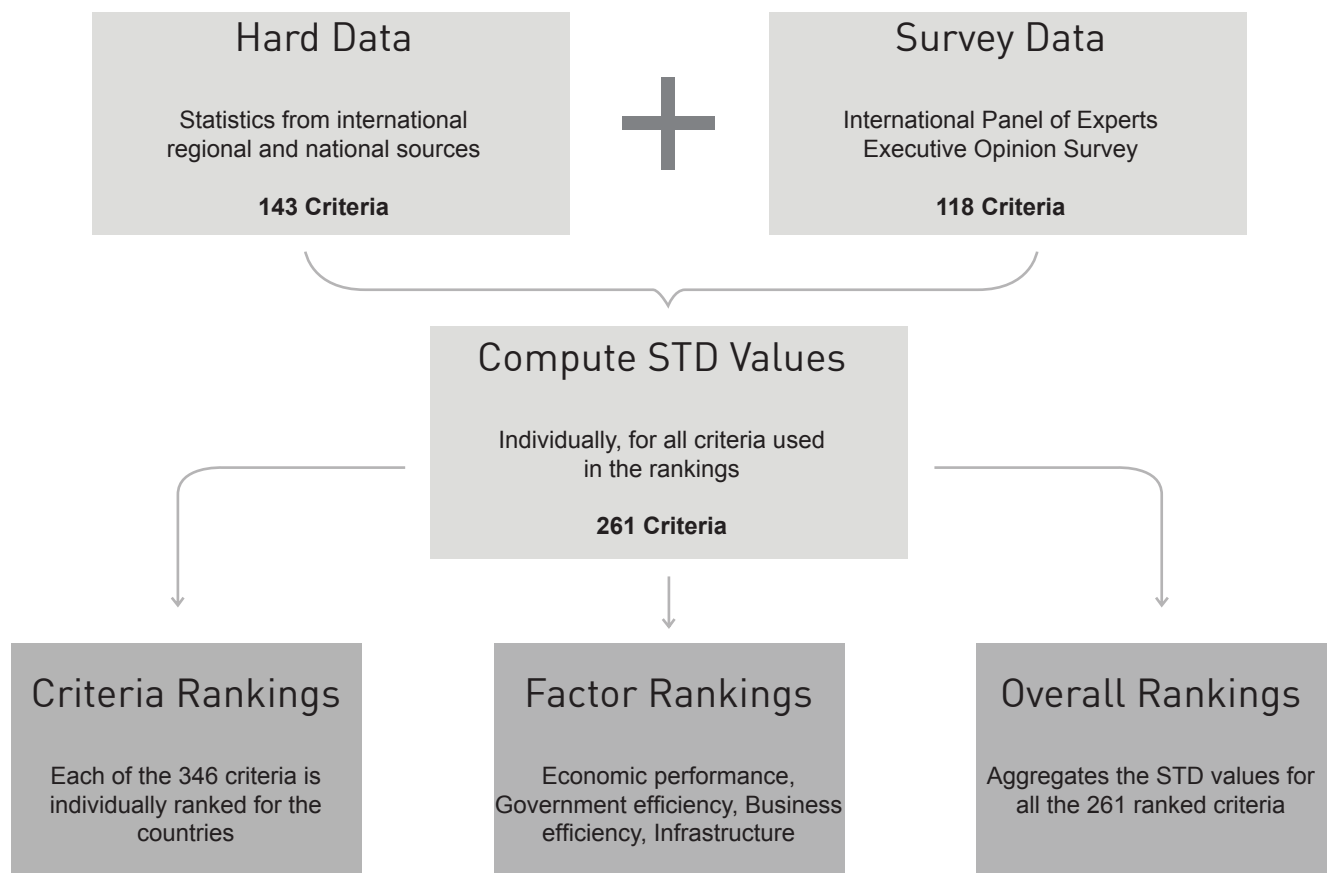 Hard Data
Statistics from international
regional and national sources
143 Criteria
Survey Data
International Panel of Experts
Executive Opinion Survey
118 Criteria
Compute STD Values
Individually, for all criteria used
in the rankings
261 Criteria
Criteria Rankings
Each of the 346 criteria is
individually ranked for the
countries
Factor Rankings
Economic performance,
Government efficiency, Business
efficiency, Infrastructure
Overall Rankings
Aggregates the STD values for
all the 261 ranked criteria